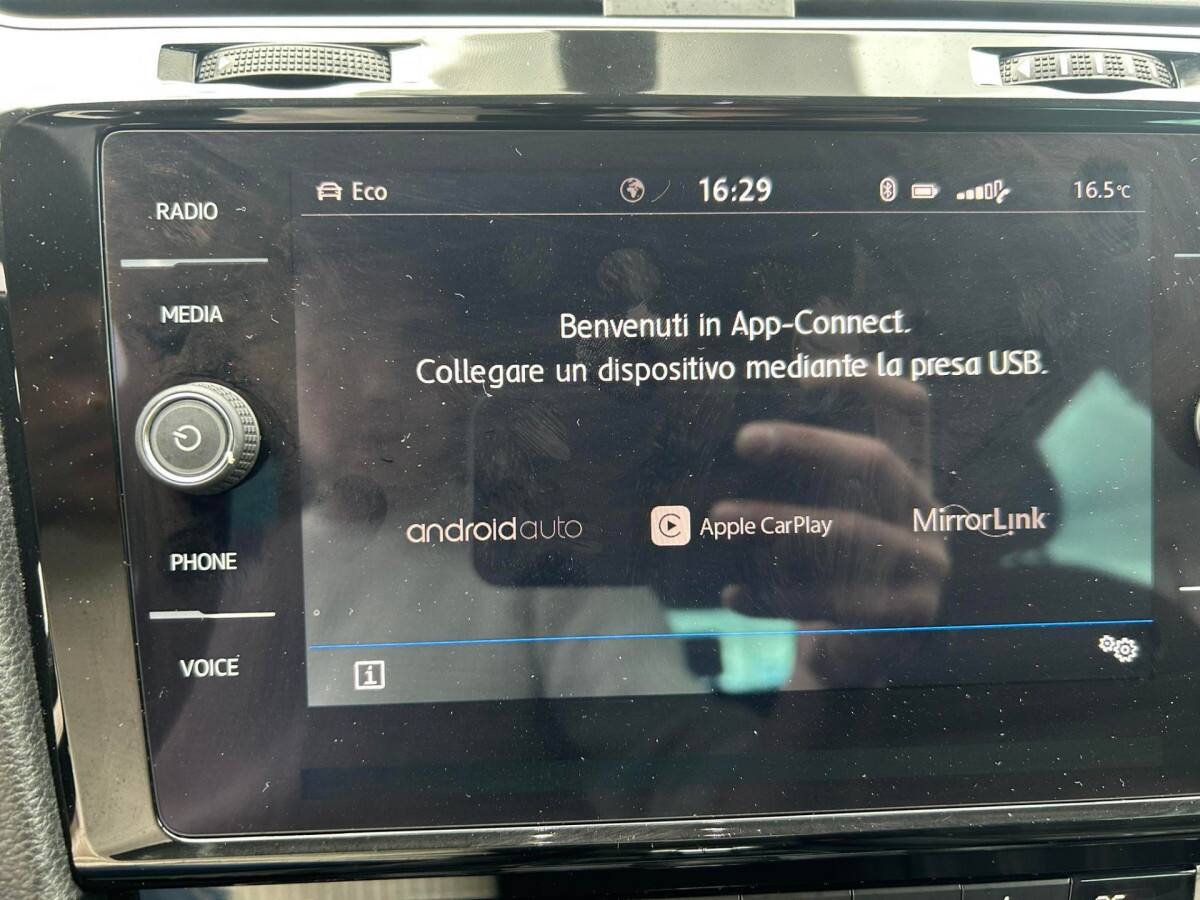 RADIO
MEDIA
PHONE
VOICE
Eco
16:29
16.5°C
Benvenuti in App-Connect.
Collegare un dispositivo mediante la presa USB.
androidauto
Apple CarPlay
MirrorLink
i